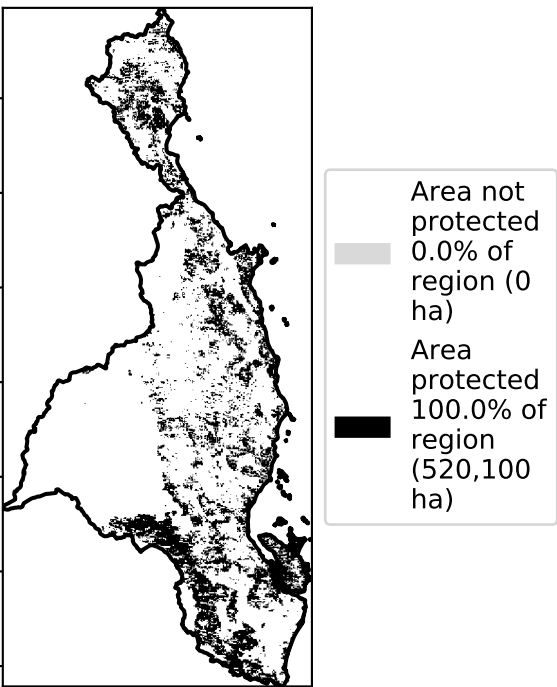 Area not
protected
0.0% of
region (0
ha)
Area
protected
100.0% of
region
(520,100
ha)